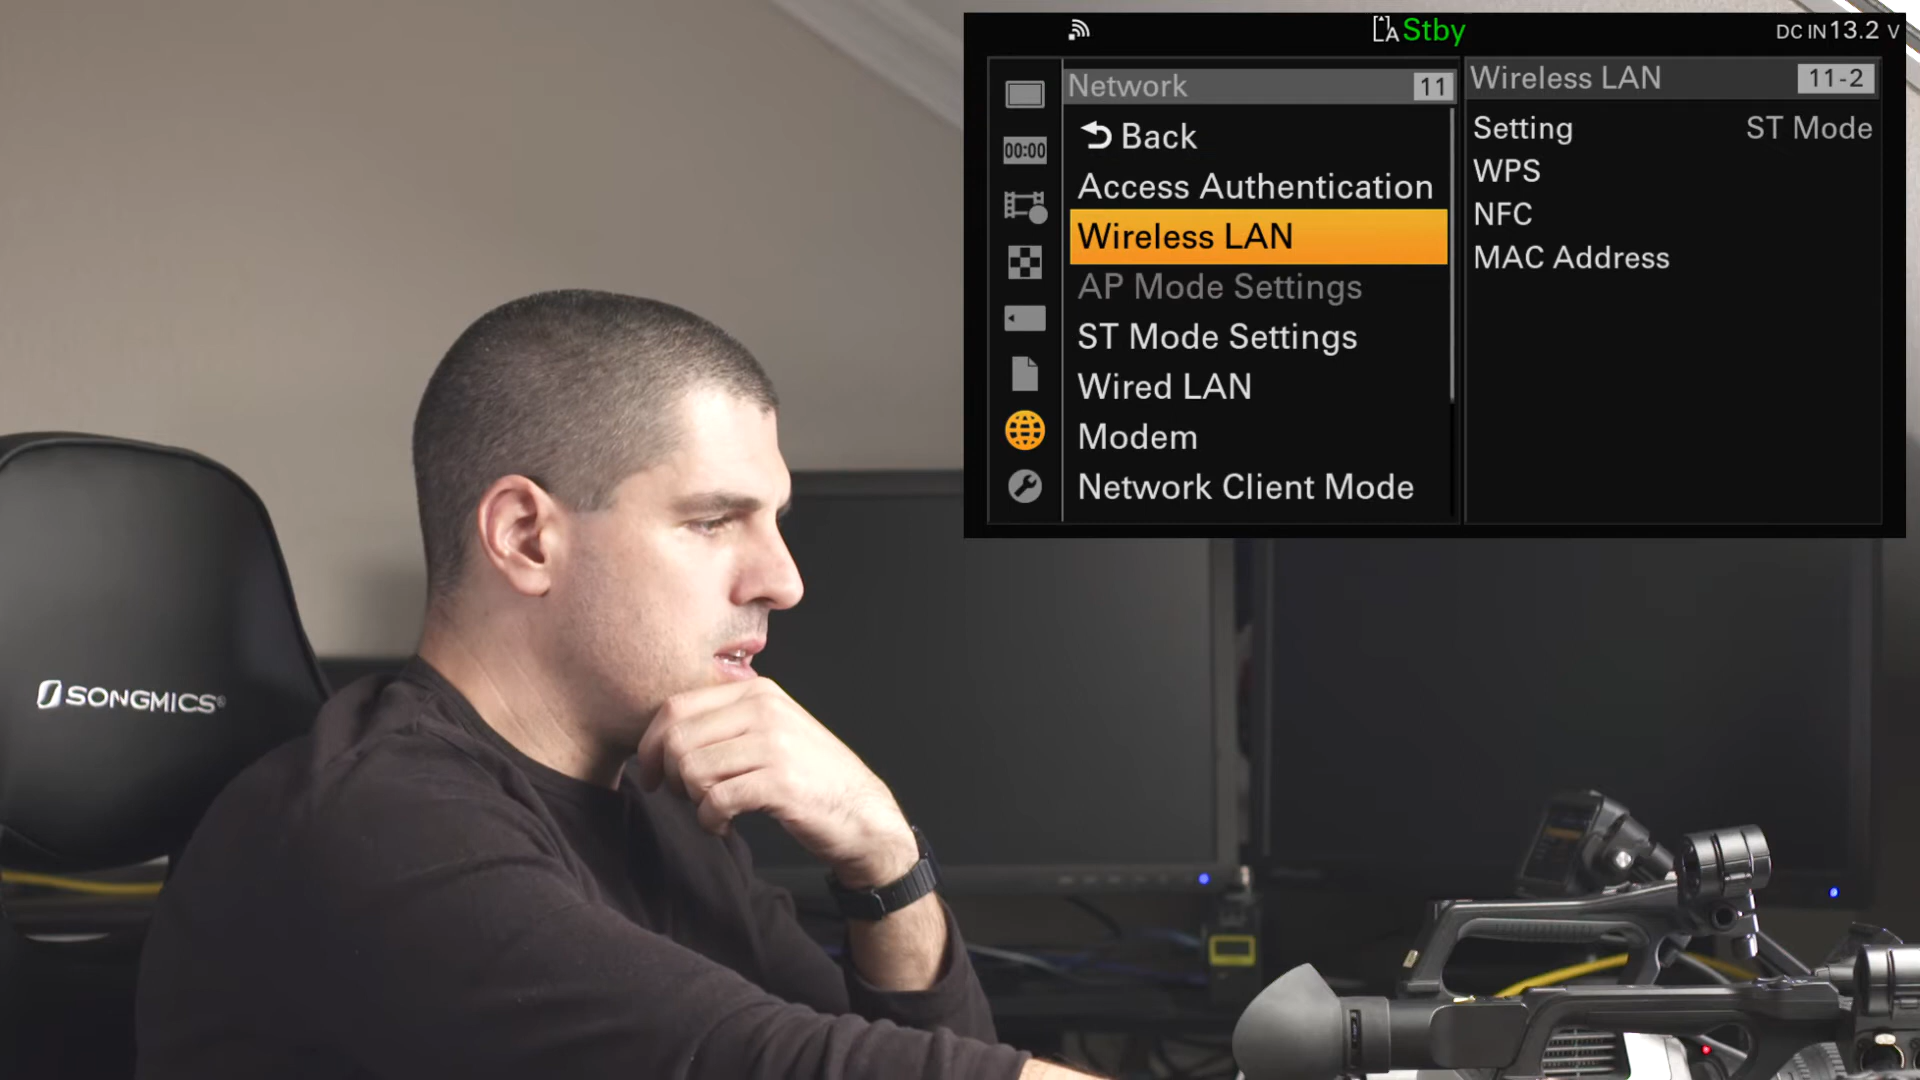 Stby
DC IN 13.2 V
Network 11
Back
Access Authentication
Wireless LAN
AP Mode Settings
ST Mode Settings
Wired LAN
Modem
Network Client Mode
00:00
Wireless LAN 11-2
Setting ST Mode
WPS
NFC
MAC Address
SONGMICS®